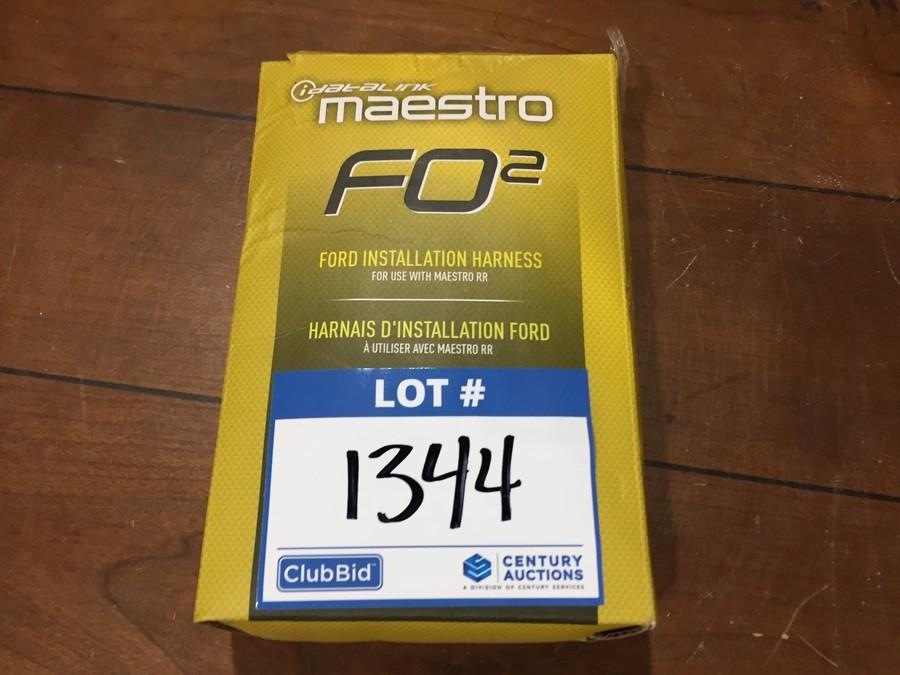 idataLink
maestro
FO²
FORD INSTALLATION HARNESS
FOR USE WITH MAESTRO RR
HARNAIS D'INSTALLATION FORD
À UTILISER AVEC MAESTRO RR
LOT #
1344
ClubBid™
CENTURY
AUCTIONS
A DIVISION OF CENTURY SERVICES